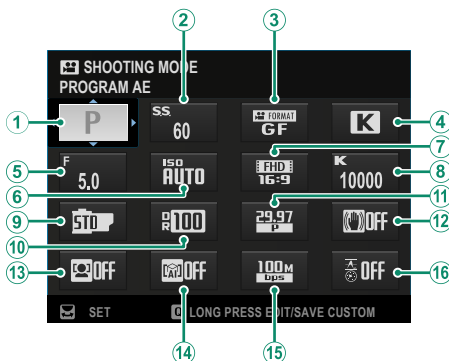 2
3
SHOOTING MODE
PROGRAM AE
1
P
S.S.
60
FORMAT
GF
K
4
7
5
F
5.0
ISO
AUTO
6
FHD
16:9
K
10000
8
11
9
STD
DR100
10
29.97
P
OFF
12
13
OFF
AI OFF
14
100M
bps
15
A OFF
16
SET
Q LONG PRESS EDIT/SAVE CUSTOM